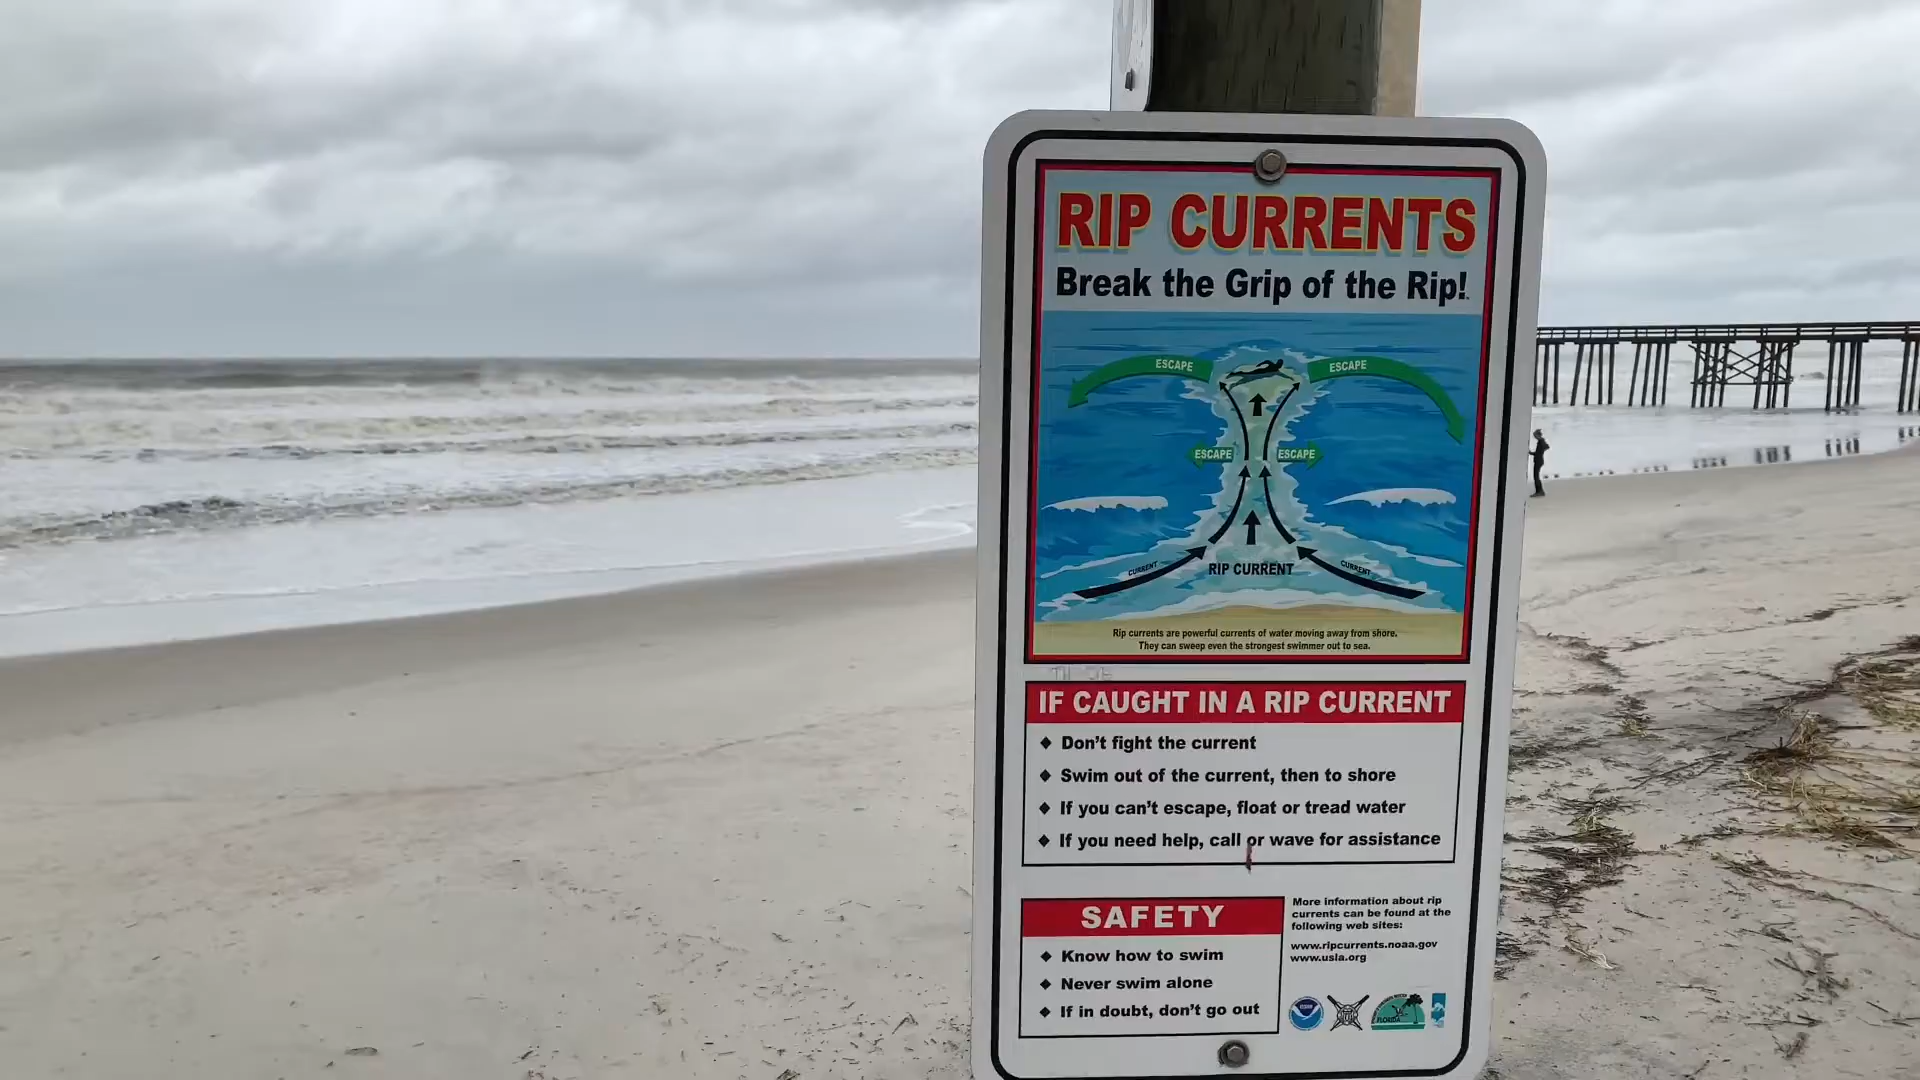 RIP CURRENTS
Break the Grip of the Rip!
ESCAPE
ESCAPE
ESCAPE
ESCAPE
CURRENT
RIP CURRENT
CURRENT
Rip currents are powerful currents of water moving away from shore.
They can sweep even the strongest swimmer out to sea.
IF CAUGHT IN A RIP CURRENT
◆ Don't fight the current
◆ Swim out of the current, then to shore
◆ If you can't escape, float or tread water
◆ If you need help, call or wave for assistance
SAFETY
◆ Know how to swim
◆ Never swim alone
◆ If in doubt, don't go out
More information about rip
currents can be found at the
following web sites:
www.ripcurrents.noaa.gov
www.usla.org
FLORIDA